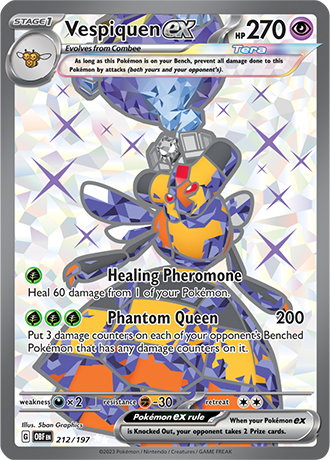 STAGE 1
Vespiquen ex
HP 270
Evolves from Combee
Tera
As long as this Pokémon is on your Bench, prevent all damage done to this
Pokémon by attacks (both yours and your opponent's).
Healing Pheromone
Heal 60 damage from 1 of your Pokémon.
Phantom Queen 200
Put 3 damage counters on each of your opponent's Benched
Pokémon that has any damage counters on it.
weakness ×2 resistance -30 retreat
Illus. 5ban Graphics
Pokémon ex rule
When your Pokémon ex
is Knocked Out, your opponent takes 2 Prize cards.
G OBF EN 212/197
©2023 Pokémon / Nintendo / Creatures / GAME FREAK